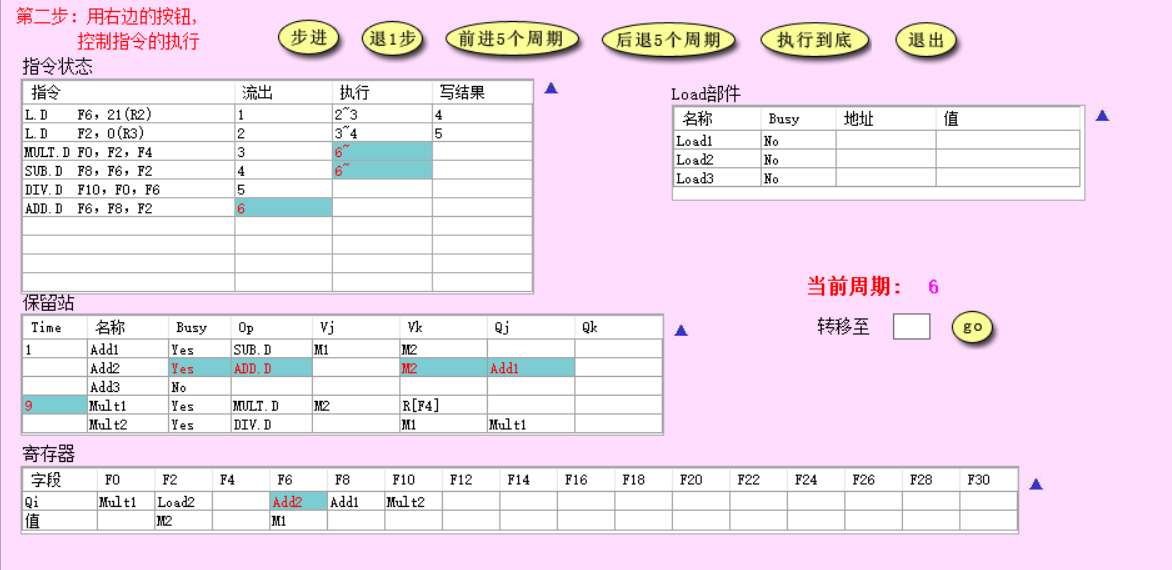 第二步：用右边的按钮，
控制指令的执行
步进 退1步 前进5个周期 后退5个周期 执行到底 退出
指令状态
指令 流出 执行 写结果
L.D F6，21(R2) 1 2~3 4
L.D F2，0(R3) 2 3~4 5
MULT.D F0，F2，F4 3 6~
SUB.D F8，F6，F2 4 6~
DIV.D F10，F0，F6 5
ADD.D F6，F8，F2 6
Load部件
名称 Busy 地址 值
Load1 No
Load2 No
Load3 No
当前周期： 6
转移至 go
保留站
Time 名称 Busy Op Vj Vk Qj Qk
1 Add1 Yes SUB.D M1 M2
Add2 Yes ADD.D M2 Add1
Add3 No
9 Mult1 Yes MULT.D M2 R[F4]
Mult2 Yes DIV.D M1 Mult1
寄存器
字段 F0 F2 F4 F6 F8 F10 F12 F14 F16 F18 F20 F22 F24 F26 F28 F30
Qi Mult1 Load2 Add2 Add1 Mult2
值 M2 M1